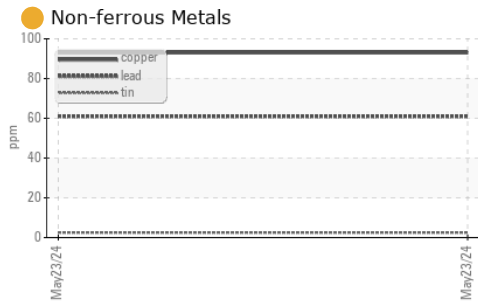 Non-ferrous Metals
100
80
60
40
20
0
ppm
copper
lead
tin
May23/24
May23/24